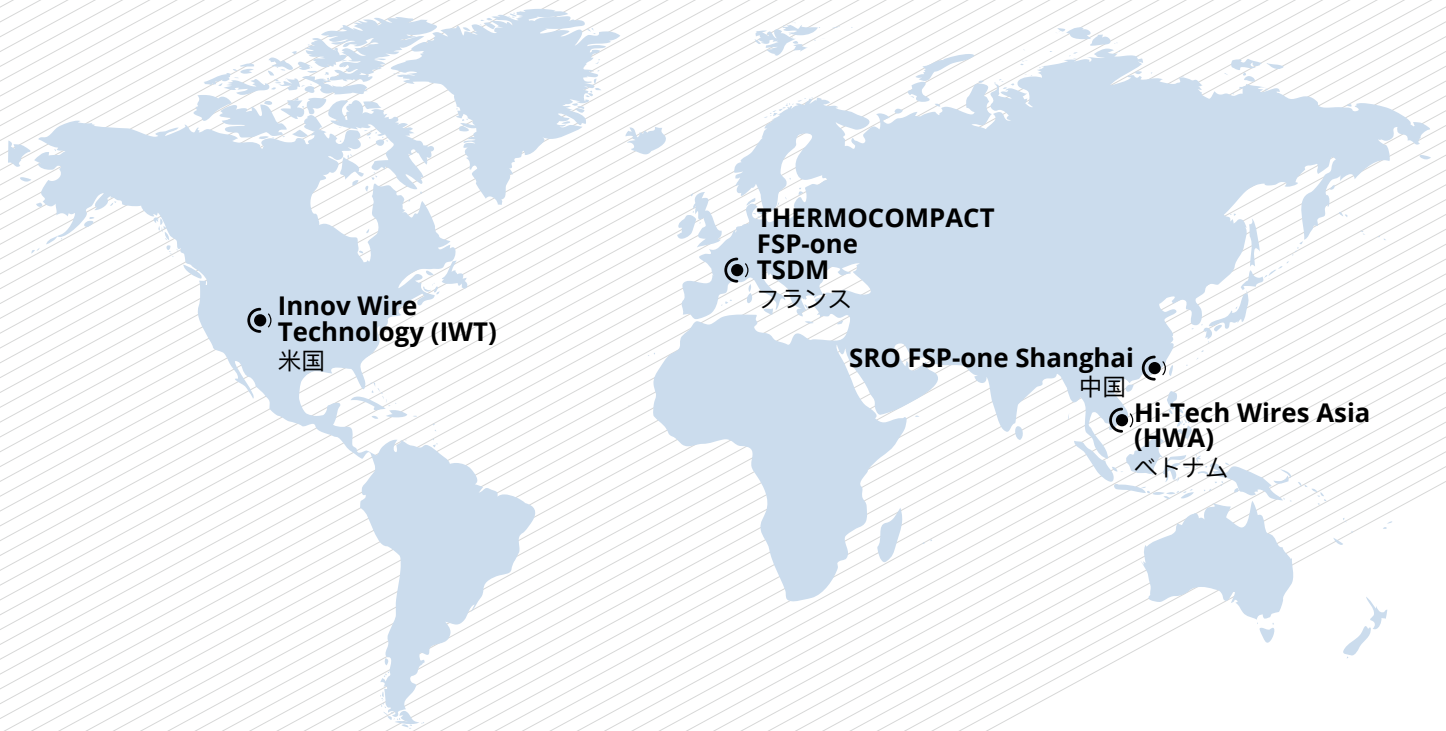 THERMOCOMPACT
FSP-one
TSDM
フランス
Innov Wire
Technology (IWT)
米国
SRO FSP-one Shanghai
中国
Hi-Tech Wires Asia
(HWA)
ベトナム